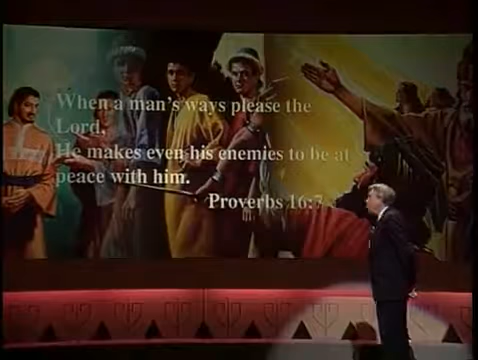 When a man's ways please the
Lord,
He makes even his enemies to be at
peace with him.
Proverbs 16:7